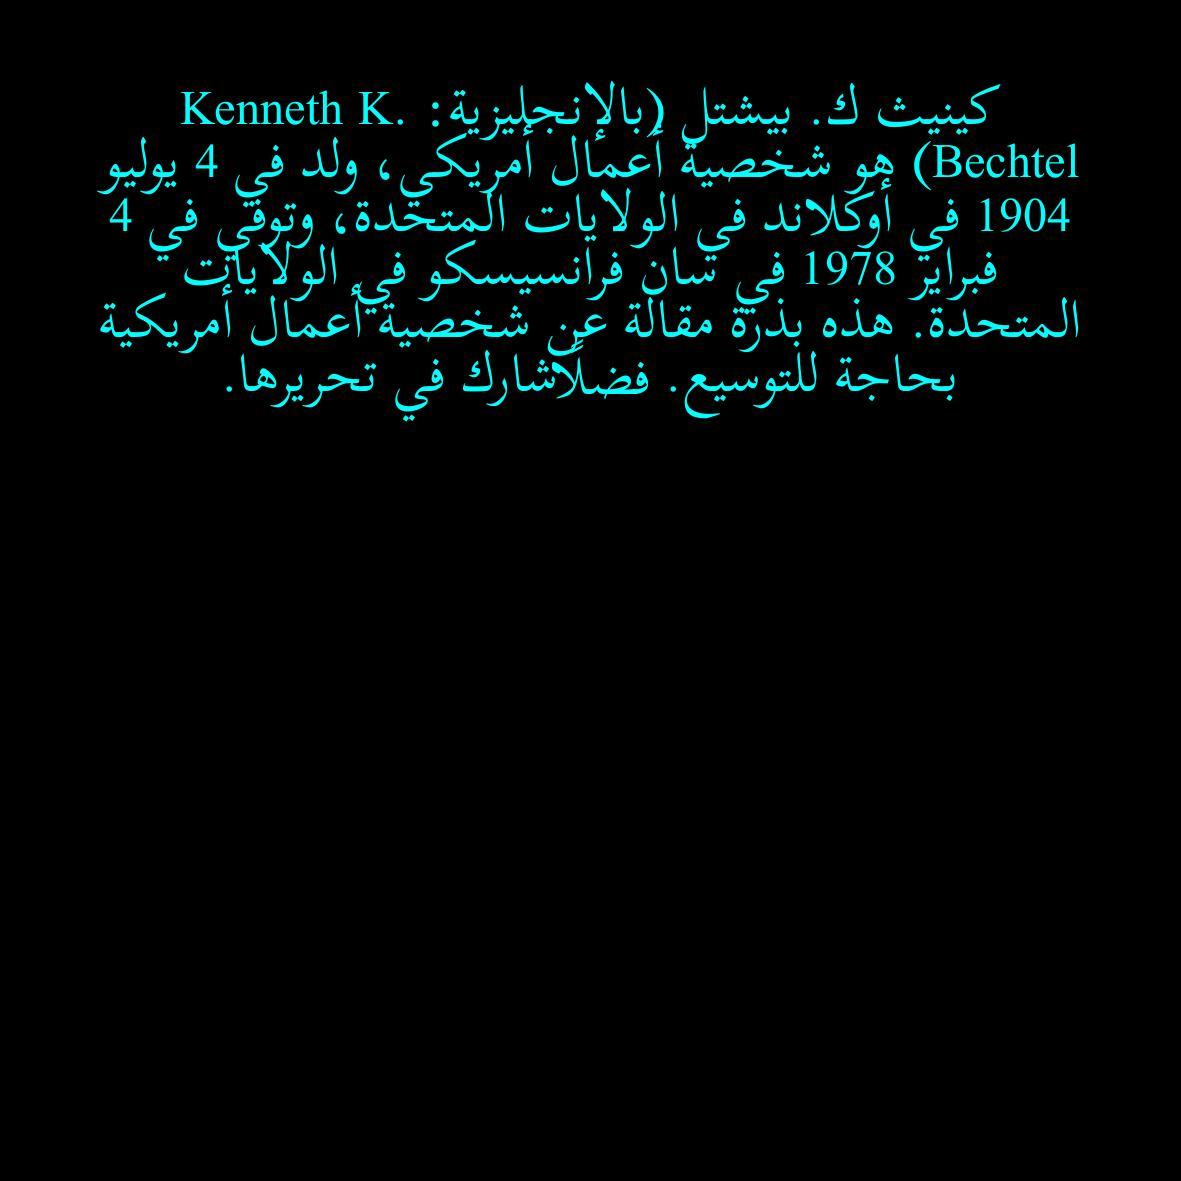 كينيث ك. بيشتل (بالإنجليزية: Kenneth K.
Bechtel) هو شخصية أعمال أمريكي، ولد في 4 يوليو
1904 في أوكلاند في الولايات المتحدة، وتوفي في 4
فبراير 1978 في سان فرانسيسكو في الولايات
المتحدة. هذه بذرة مقالة عن شخصية أعمال أمريكية
بحاجة للتوسيع. فضلًاشارك في تحريرها.